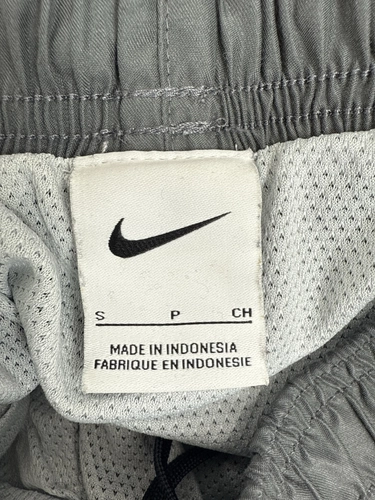 S P CH
MADE IN INDONESIA
FABRIQUE EN INDONESIE